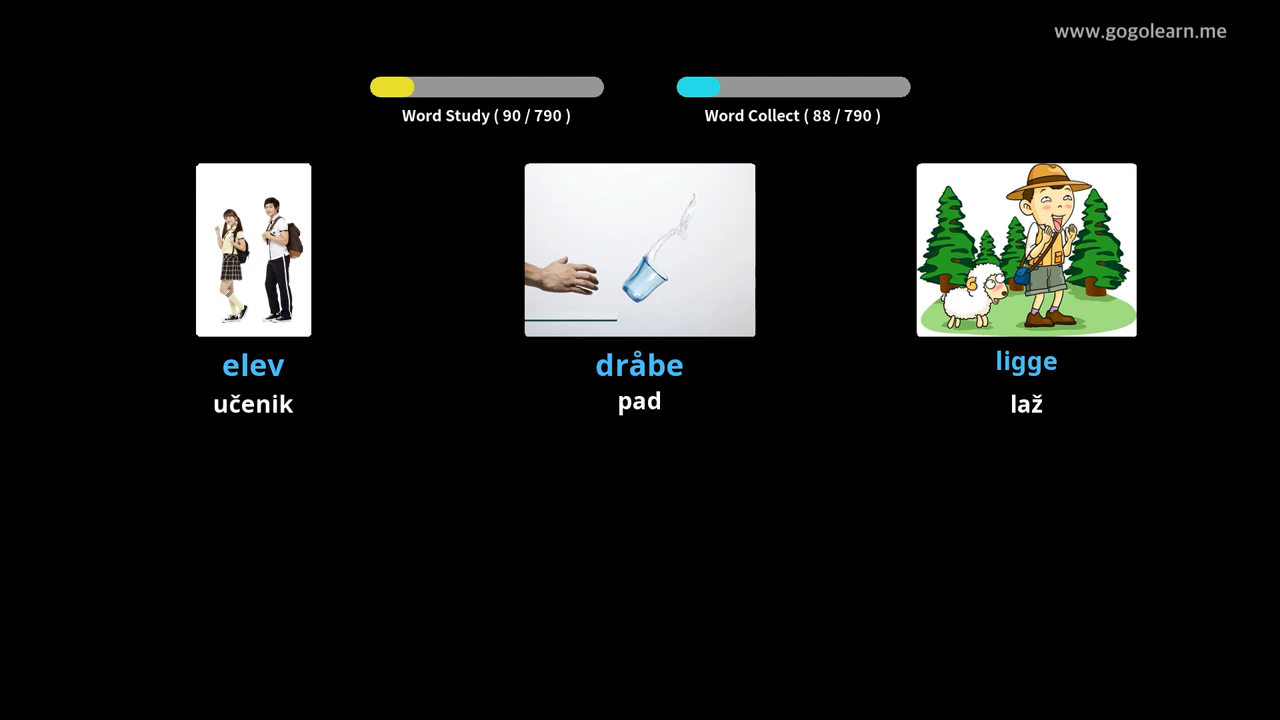 www.gogolearn.me
Word Study ( 90 / 790 )
Word Collect ( 88 / 790 )
elev
učenik
dråbe
pad
ligge
laž